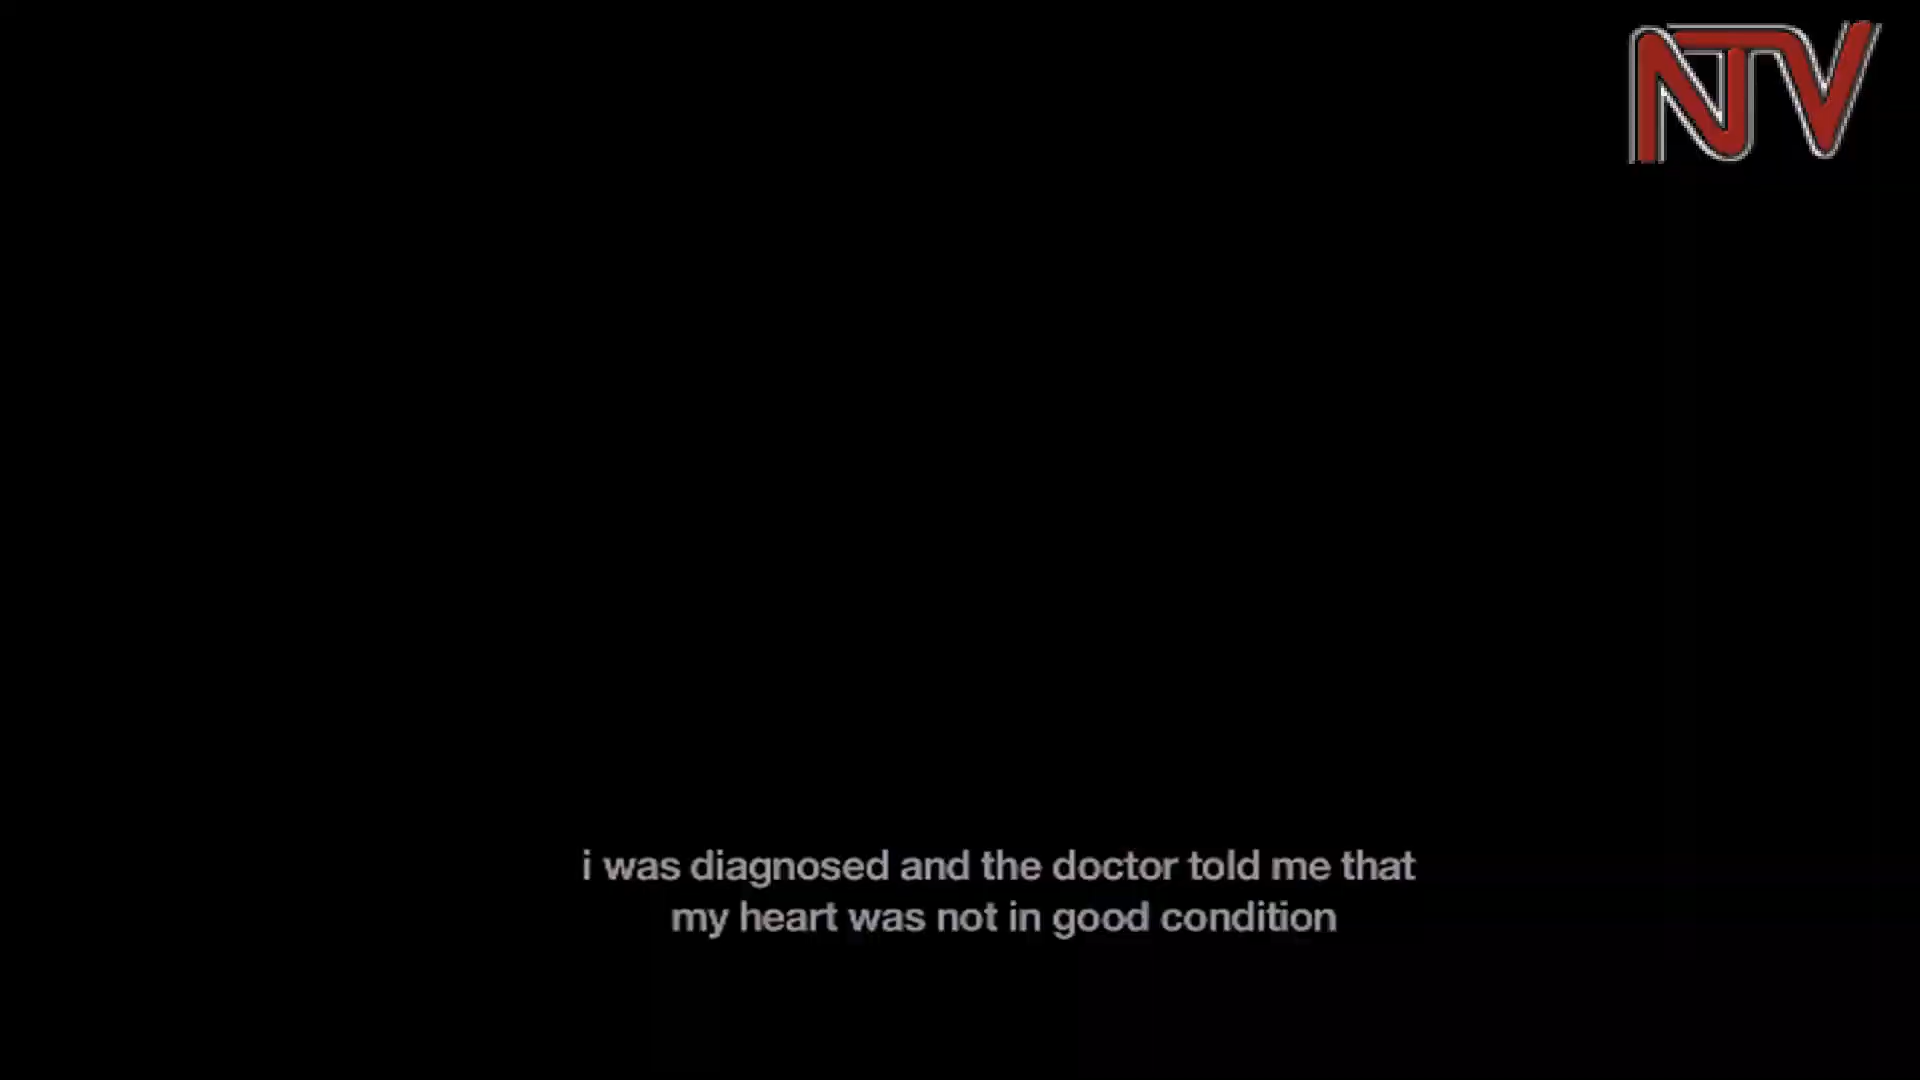 NTV
i was diagnosed and the doctor told me that
my heart was not in good condition